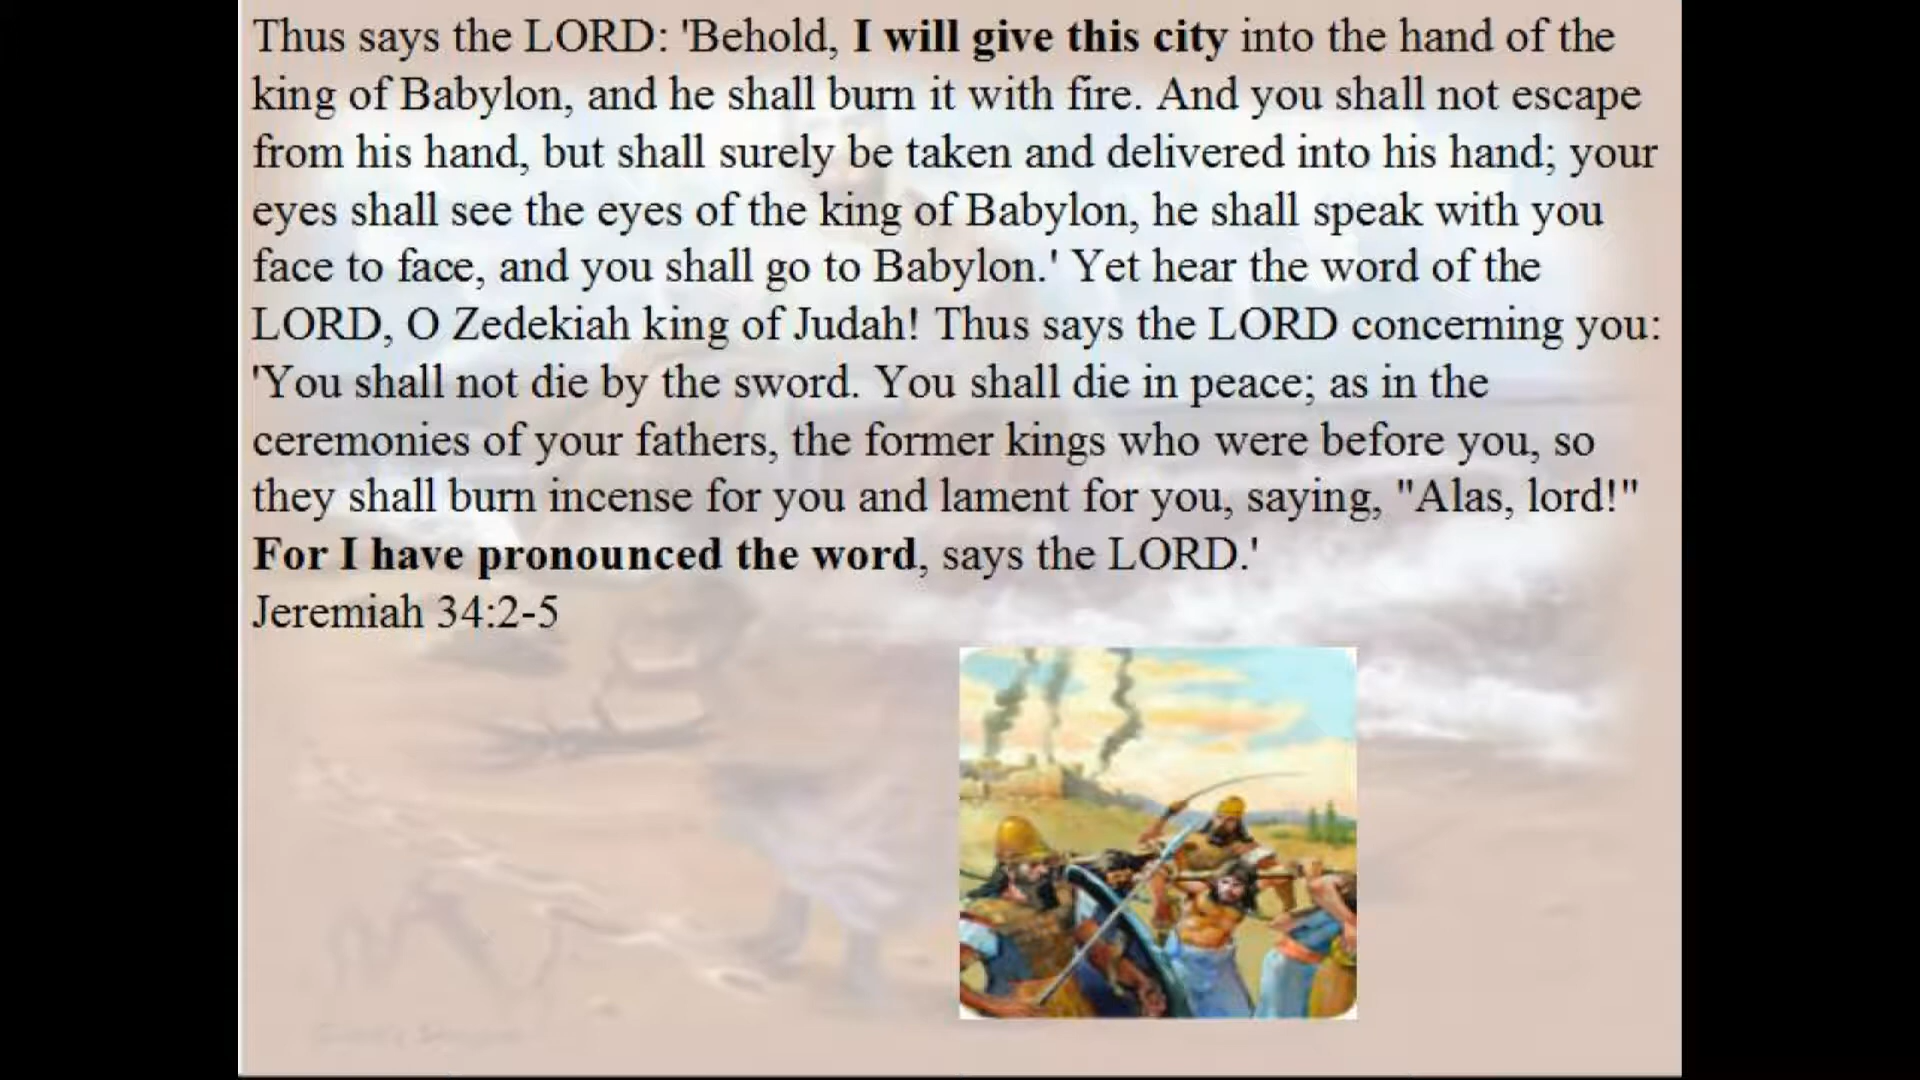 Thus says the LORD: 'Behold, I will give this city into the hand of the
king of Babylon, and he shall burn it with fire. And you shall not escape
from his hand, but shall surely be taken and delivered into his hand; your
eyes shall see the eyes of the king of Babylon, he shall speak with you
face to face, and you shall go to Babylon.' Yet hear the word of the
LORD, O Zedekiah king of Judah! Thus says the LORD concerning you:
'You shall not die by the sword. You shall die in peace; as in the
ceremonies of your fathers, the former kings who were before you, so
they shall burn incense for you and lament for you, saying, "Alas, lord!"
For I have pronounced the word, says the LORD.'
Jeremiah 34:2-5